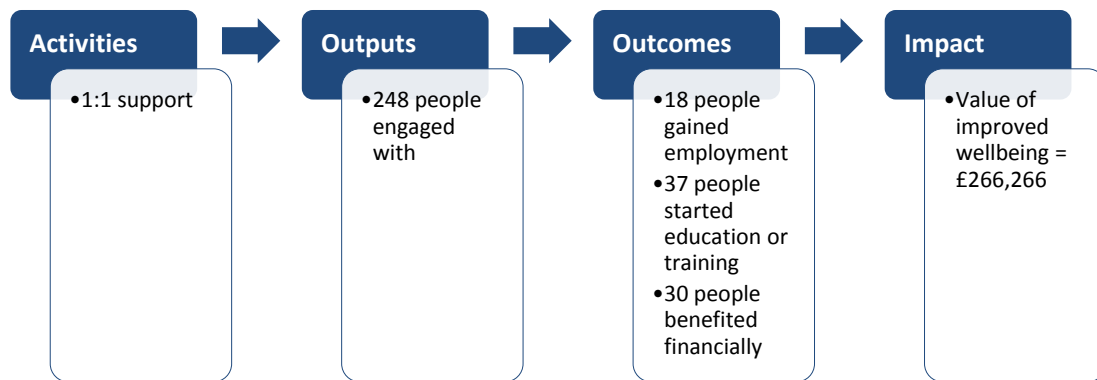 Activities
•1:1 support
Outputs
•248 people
engaged
with
Outcomes
•18 people
gained
employment
•37 people
started
education or
training
•30 people
benefited
financially
Impact
•Value of
improved
wellbeing =
£266,266